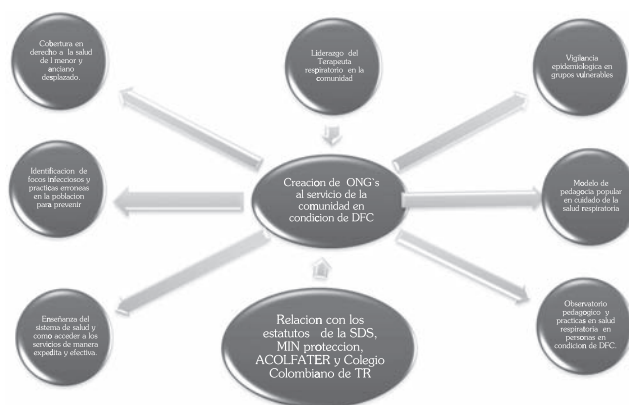 Cobertura en
derecho a la salud
de l menor y
anciano
desplazado.
Liderazgo del
Terapeuta
respiratorio en la
comunidad
Vigilancia
epidemiologica en
grupos vulnerables
Identificacion de
focos infecciosos y
practicas erroneas
en la poblacion
para prevenir
Creacion de ONG`s
al servicio de la
comunidad en
condicion de DFC
Modelo de
pedagocia popular
en cuidado de la
salud respiratoria
Enseñanza del
sistema de salud y
como acceder a los
servicios de manera
expedita y efectiva.
Relacion con los
estatutos de la SDS,
MIN proteccion,
ACOLFATER y Colegio
Colombiano de TR
Observatorio
pedagogico y
practicas en salud
respiratoria en
personas en
condicion de DFC.